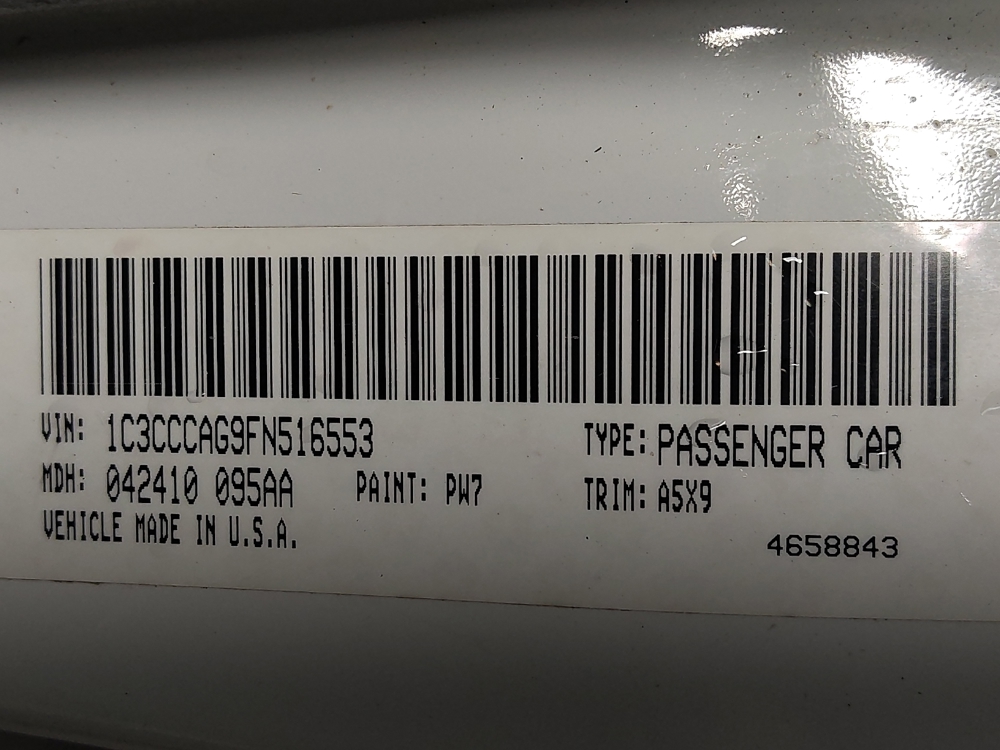 VIN: 1C3CCCAG9FN516553 TYPE: PASSENGER CAR
MDH: 042410 095AA PAINT: PW7 TRIM: A5X9
VEHICLE MADE IN U.S.A.
4658843